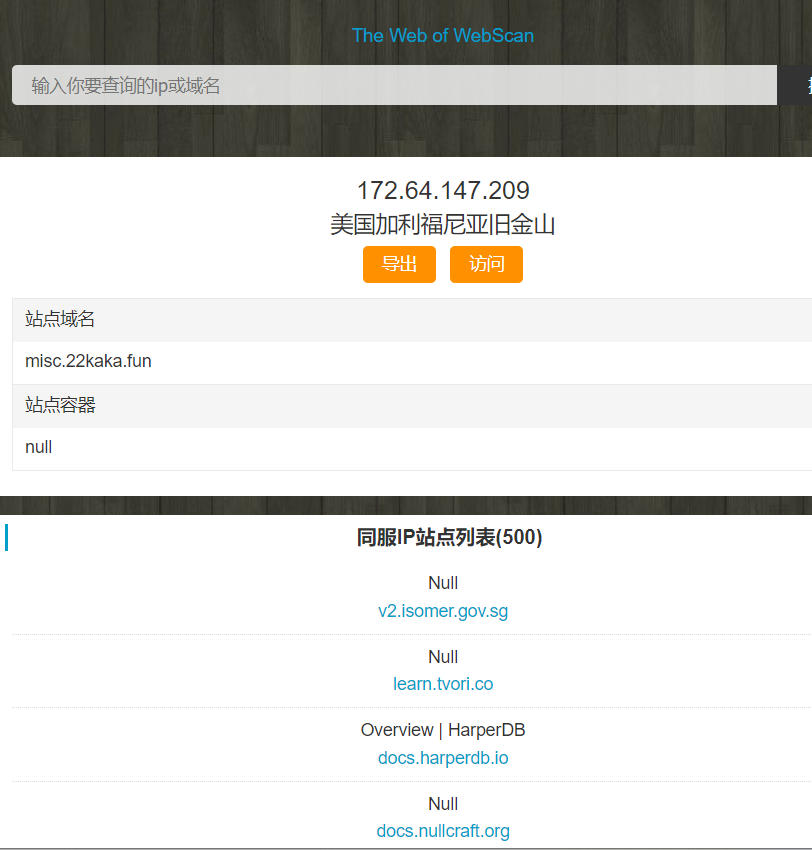 The Web of WebScan
输入你要查询的ip或域名
172.64.147.209
美国加利福尼亚旧金山
导出 访问
站点域名
misc.22kaka.fun
站点容器
null
同服IP站点列表(500)
Null
v2.isomer.gov.sg
Null
learn.tvori.co
Overview | HarperDB
docs.harperdb.io
Null
docs.nullcraft.org